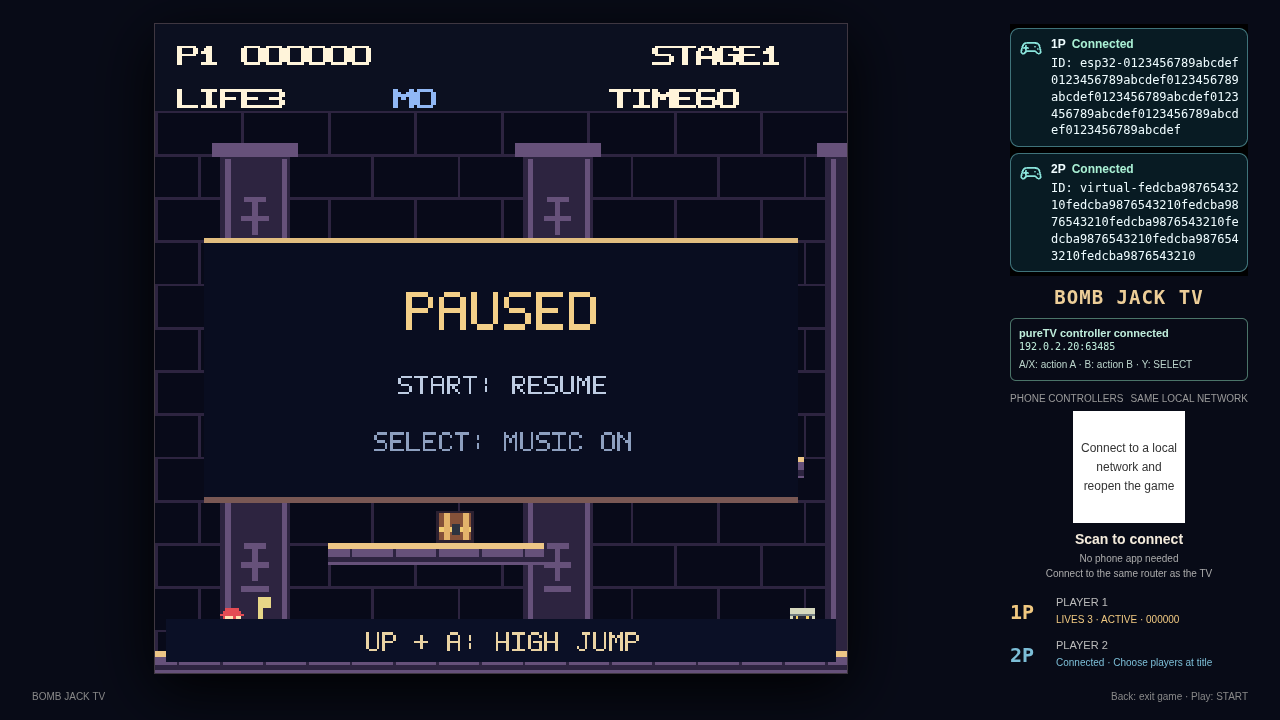 P1 000000
STAGE1
LIFE3
M0
TIME60
PAUSED
START: RESUME
SELECT: MUSIC ON
UP + A: HIGH JUMP
1P Connected
ID: esp32-0123456789abcdef
0123456789abcdef0123456789
abcdef0123456789abcdef0123
456789abcdef0123456789abcd
ef0123456789abcdef
2P Connected
ID: virtual-fedcba98765432
10fedcba9876543210fedcba98
76543210fedcba9876543210fe
dcba9876543210fedcba987654
3210fedcba9876543210
BOMB JACK TV
pureTV controller connected
192.0.2.20:63485
A/X: action A · B: action B · Y: SELECT
PHONE CONTROLLERS SAME LOCAL NETWORK
Connect to a local
network and
reopen the game
Scan to connect
No phone app needed
Connect to the same router as the TV
1P
PLAYER 1
LIVES 3 · ACTIVE · 000000
2P
PLAYER 2
Connected · Choose players at title
BOMB JACK TV
Back: exit game · Play: START